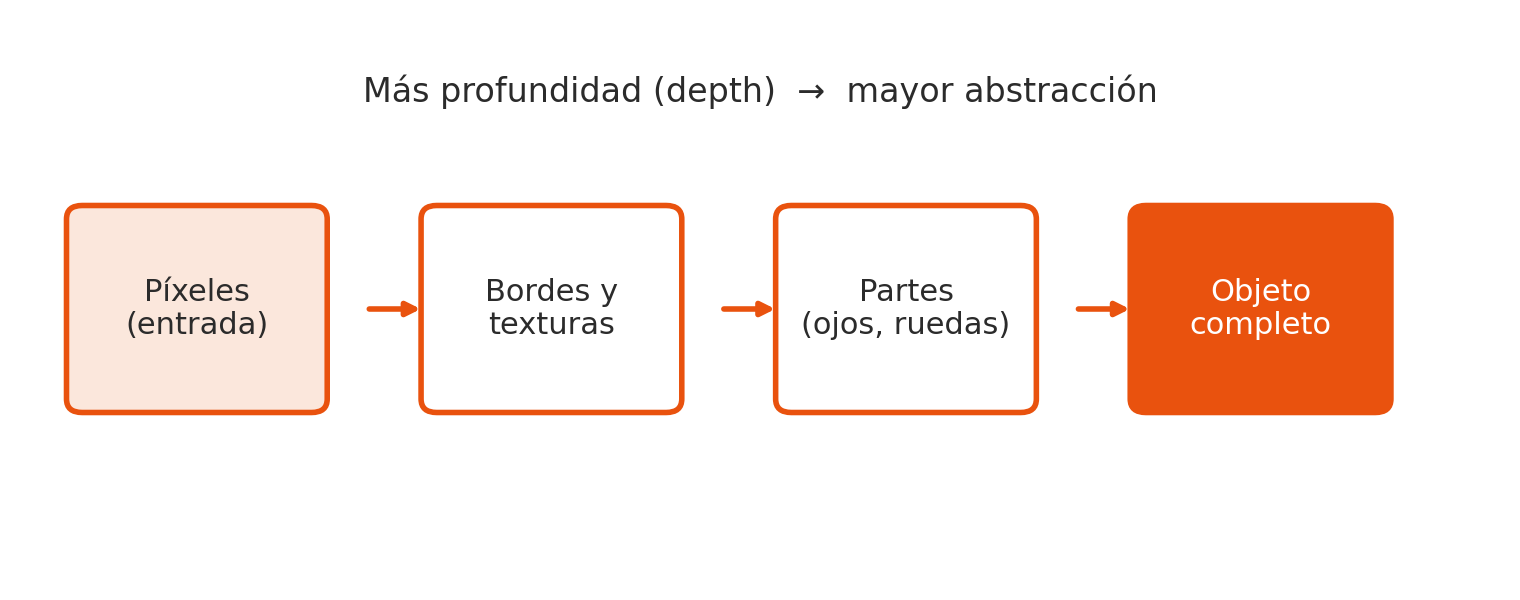 Más profundidad (depth) → mayor abstracción
Píxeles
(entrada)
Bordes y
texturas
Partes
(ojos, ruedas)
Objeto
completo